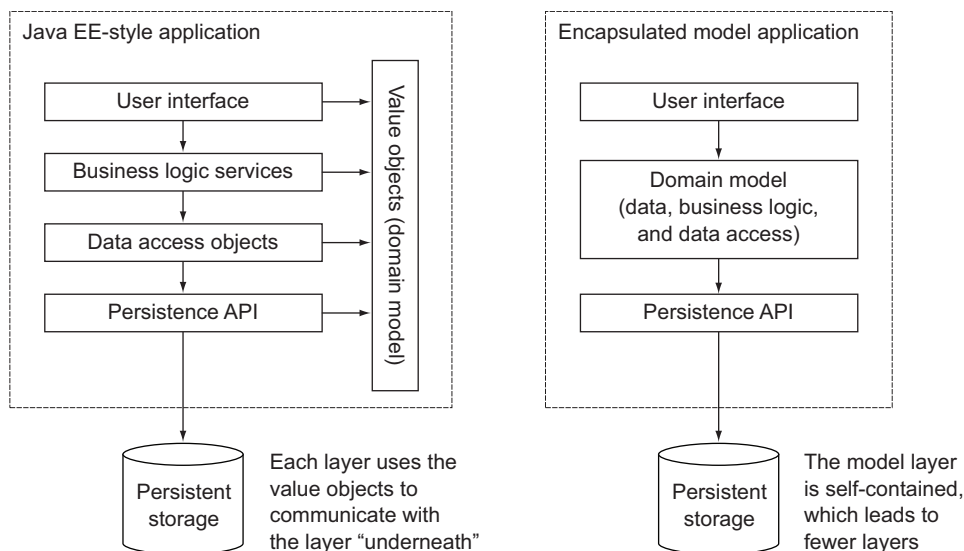 Java EE-style application
User interface
Business logic services
Data access objects
Persistence API
Value objects (domain model)
Persistent
storage
Each layer uses the
value objects to
communicate with
the layer “underneath”
Encapsulated model application
User interface
Domain model
(data, business logic,
and data access)
Persistence API
Persistent
storage
The model layer
is self-contained,
which leads to
fewer layers